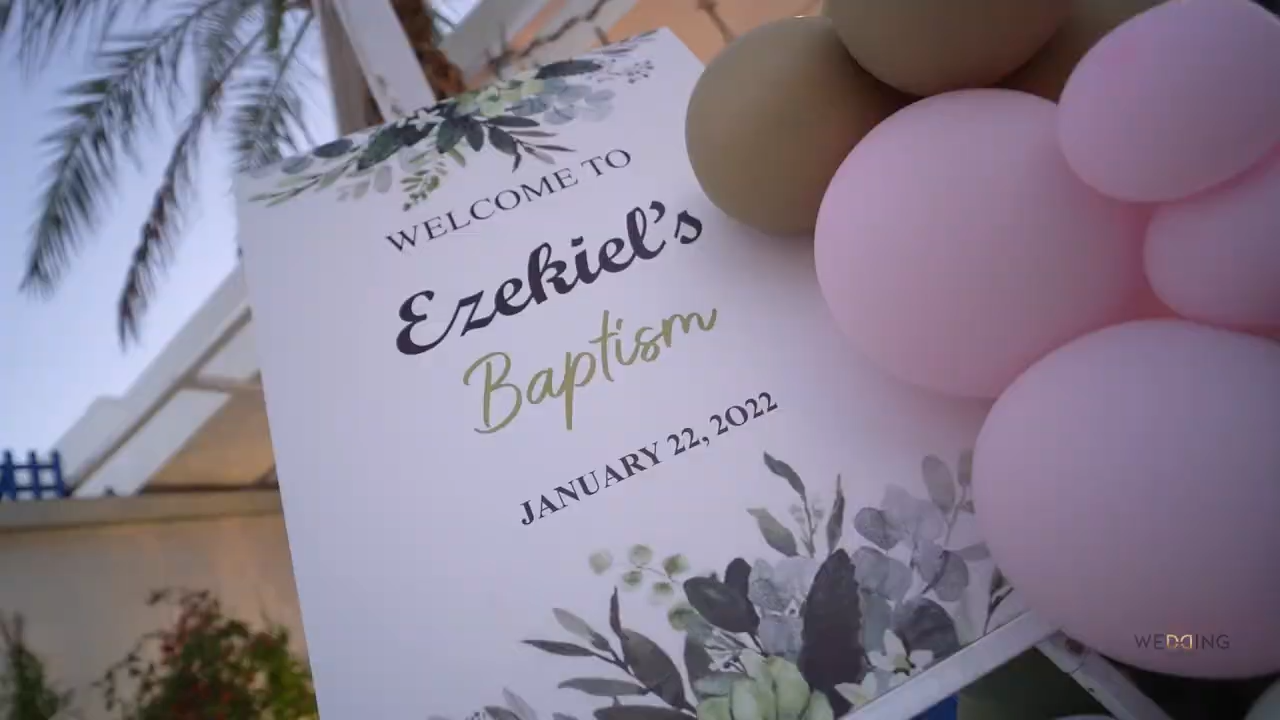 WELCOME TO
Ezekiel's
Baptism
JANUARY 22, 2022
WEDDING